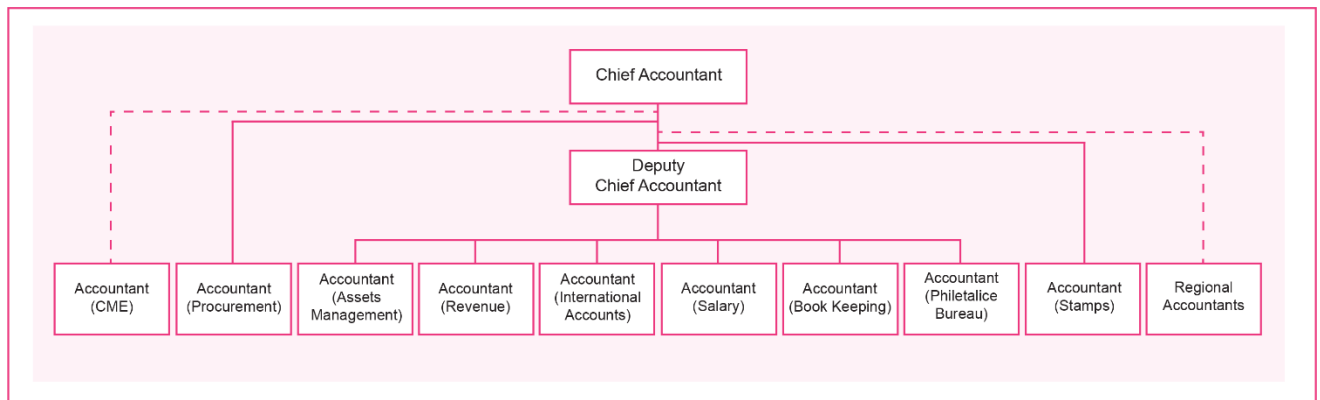 Chief Accountant
Deputy
Chief Accountant
Accountant
(CME)
Accountant
(Procurement)
Accountant
(Assets
Management)
Accountant
(Revenue)
Accountant
(International
Accounts)
Accountant
(Salary)
Accountant
(Book Keeping)
Accountant
(Philetalice
Bureau)
Accountant
(Stamps)
Regional
Accountants